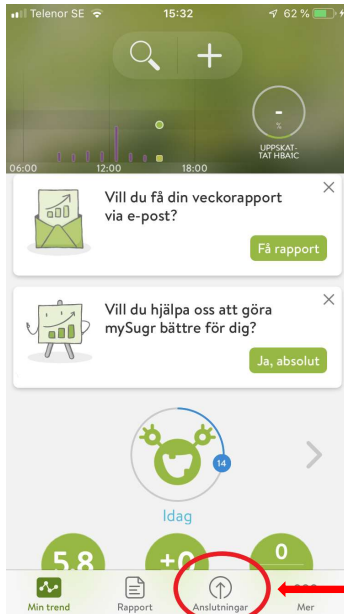 Telenor SE 15:32 62 %
-
%
UPPSKAT-
TAT HBA1C
06:00 12:00 18:00
Vill du få din veckorapport
via e-post?
Få rapport
Vill du hjälpa oss att göra
mySugr bättre för dig?
Ja, absolut
14
Idag
5,8 +0 0
Min trend Rapport Anslutningar Mer